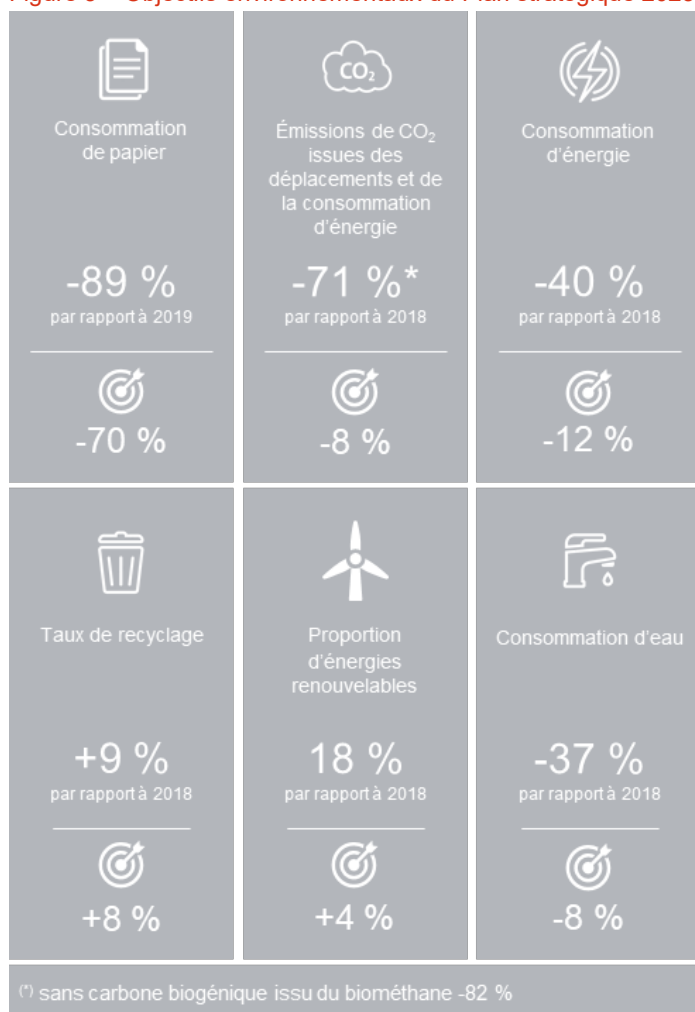 Consommation
de papier
-89 %
par rapport à 2019
-70 %
CO₂
Émissions de CO₂
issues des
déplacements et de
la consommation
d'énergie
-71 %*
par rapport à 2018
-8 %
Consommation
d'énergie
-40 %
par rapport à 2018
-12 %
Taux de recyclage
+9 %
par rapport à 2018
+8 %
Proportion
d'énergies
renouvelables
18 %
par rapport à 2018
+4 %
Consommation d'eau
-37 %
par rapport à 2018
-8 %
(*) sans carbone biogénique issu du biométhane -82 %